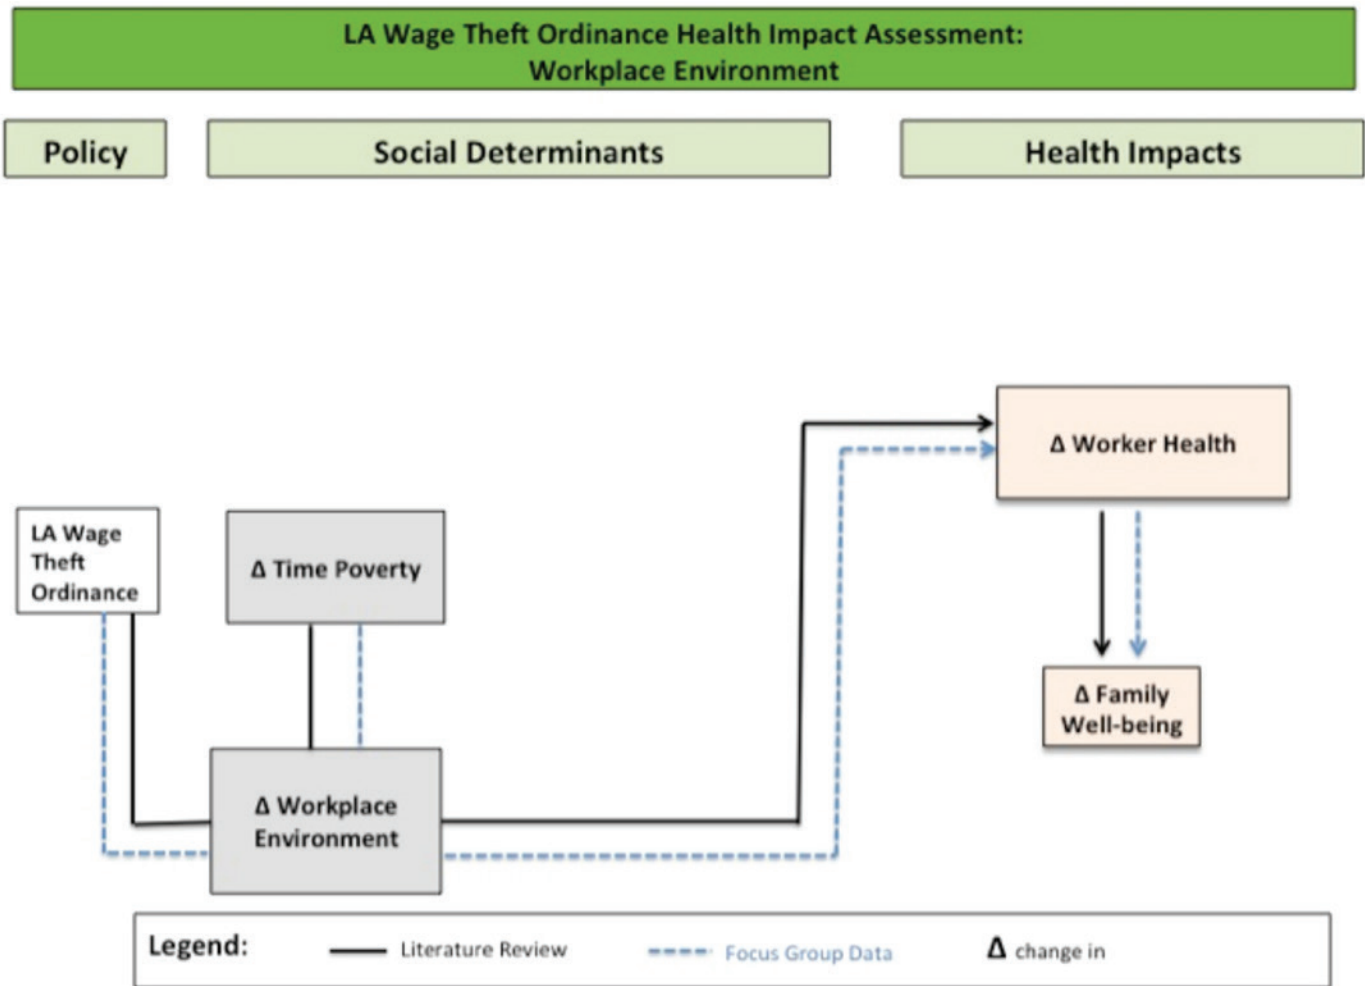 LA Wage Theft Ordinance Health Impact Assessment:
Workplace Environment
Policy
Social Determinants
Health Impacts
Δ Worker Health
LA Wage
Theft
Ordinance
Δ Time Poverty
Δ Family
Well-being
Δ Workplace
Environment
Legend:
Literature Review
Focus Group Data
Δ change in